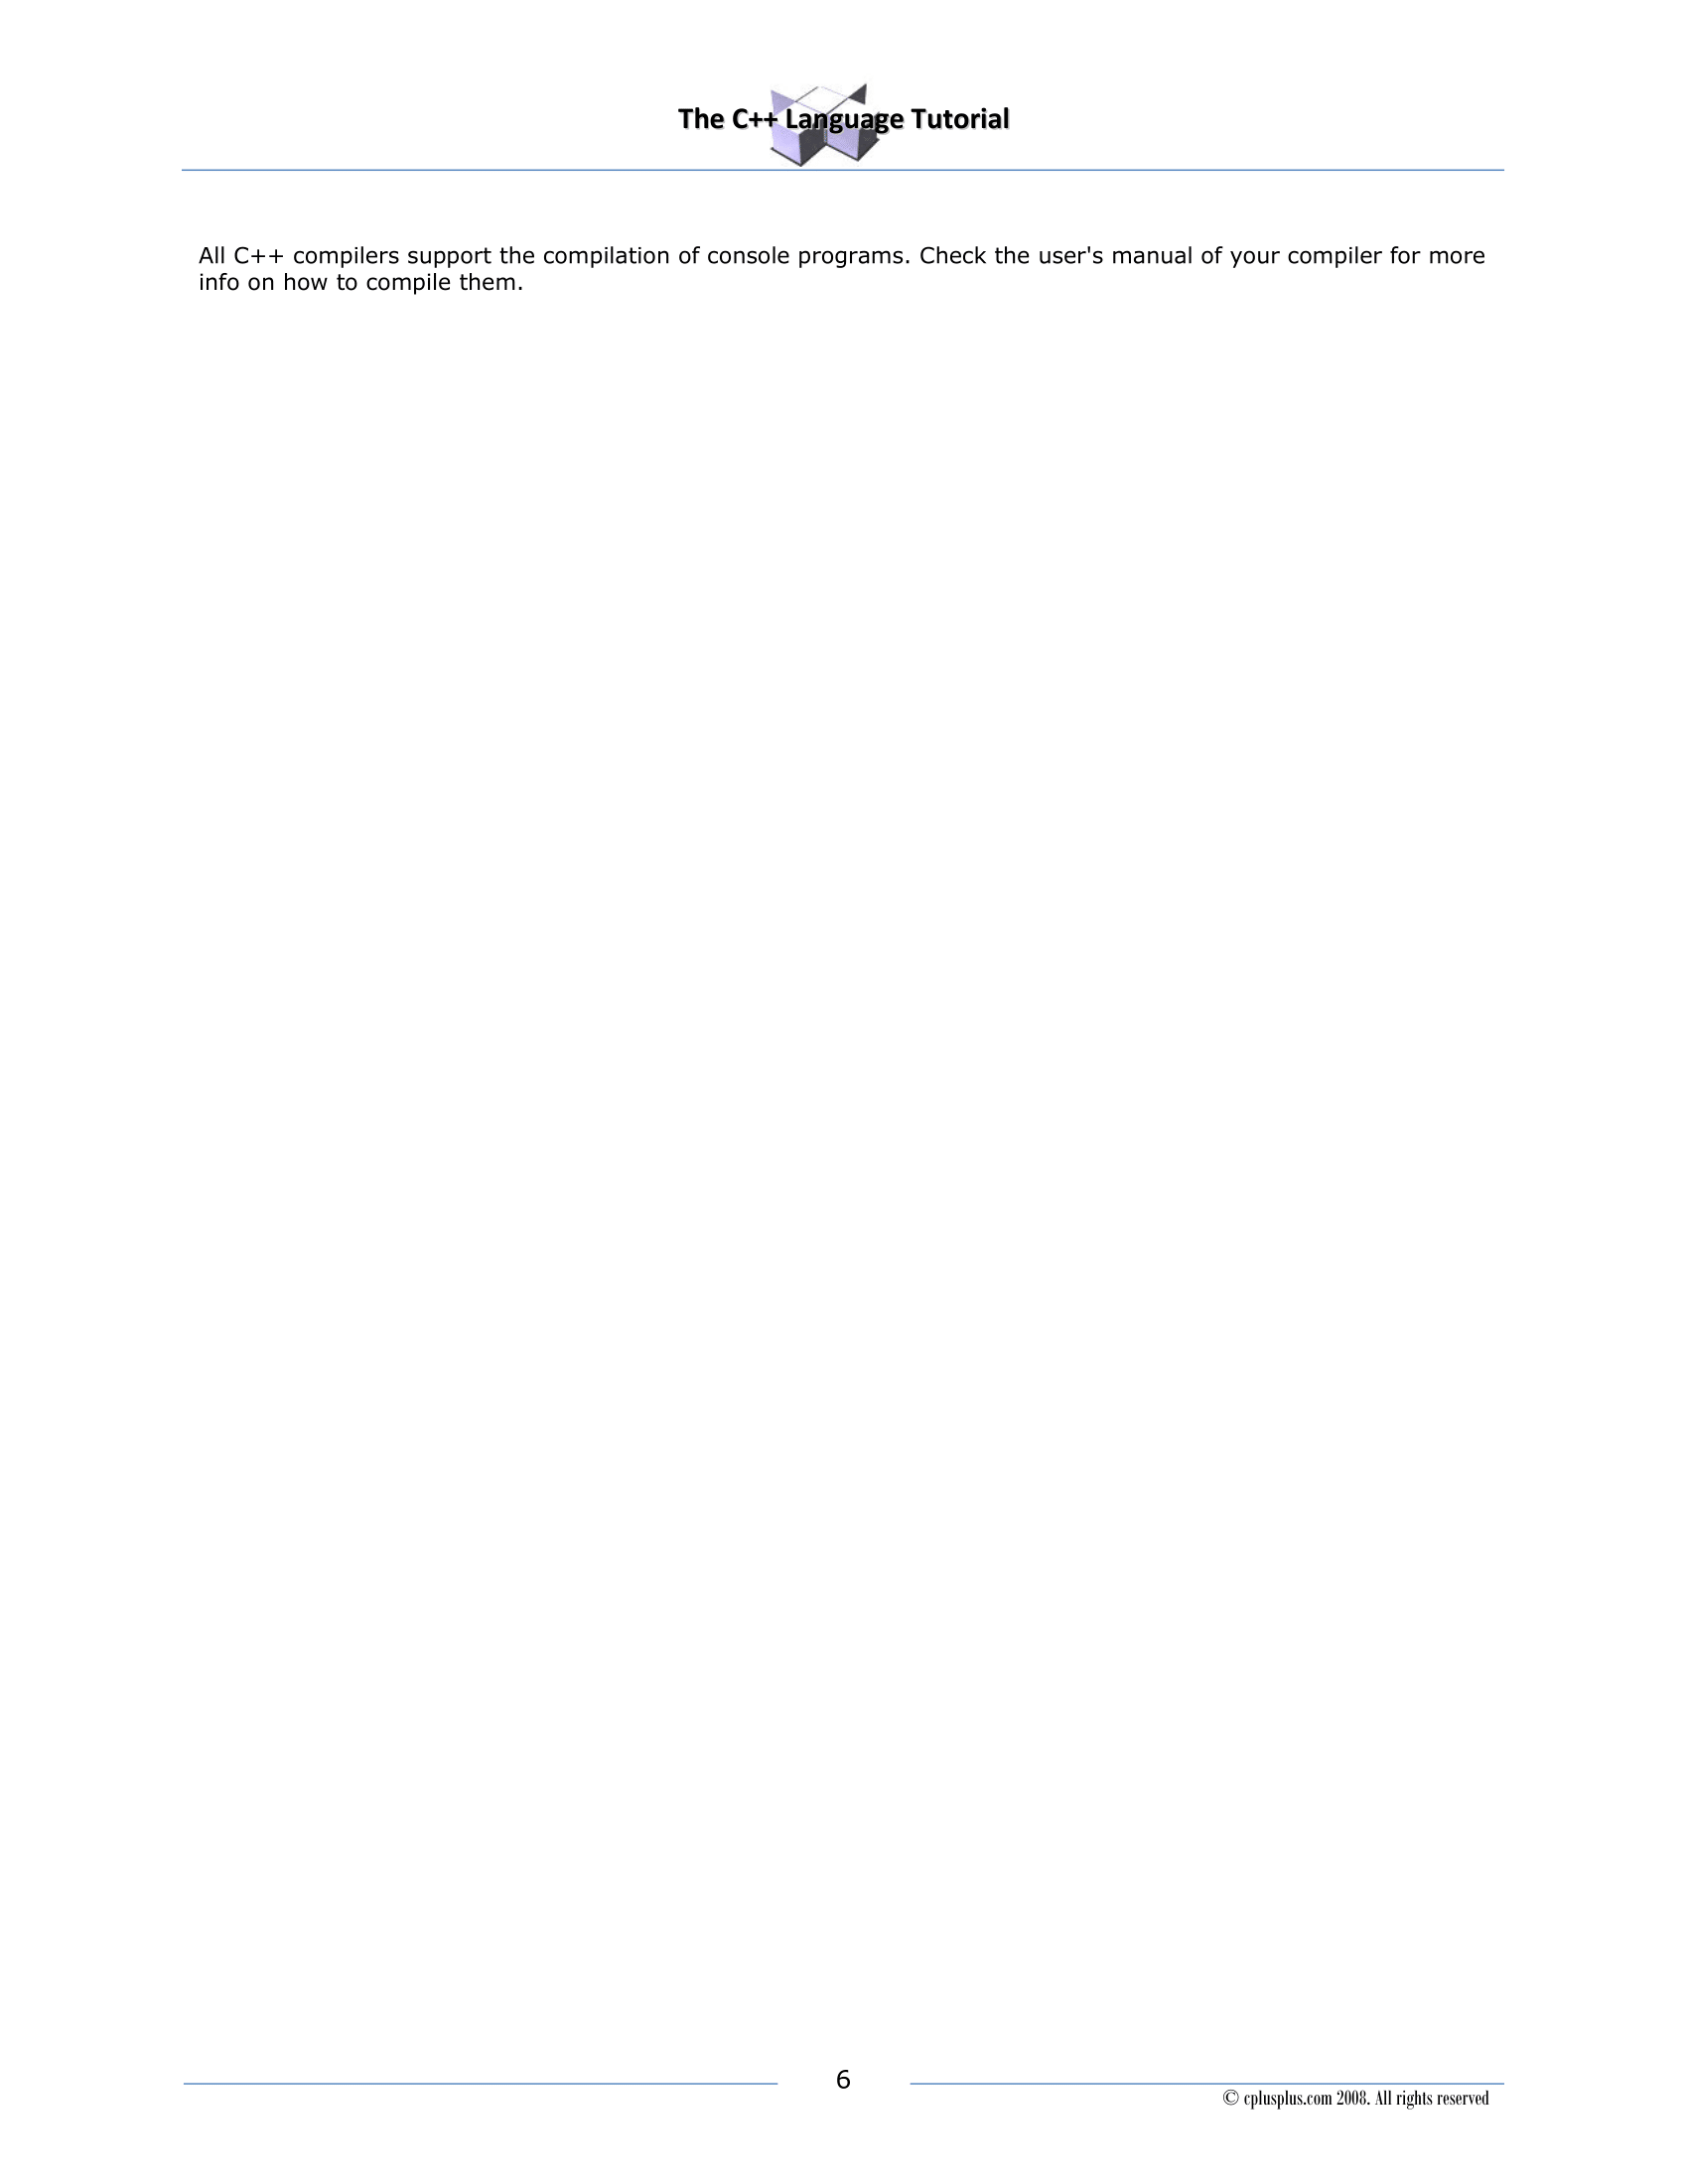 The C++ Language Tutorial
All C++ compilers support the compilation of console programs. Check the user's manual of your compiler for more
info on how to compile them.
6
© cplusplus.com 2008. All rights reserved